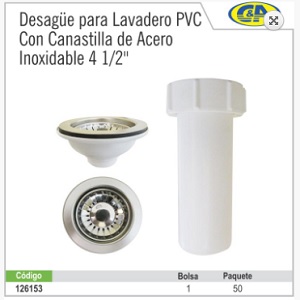 Desagüe para Lavadero PVC
Con Canastilla de Acero
Inoxidable 4 1/2"
C&A
Código Bolsa Paquete
126153 1 50